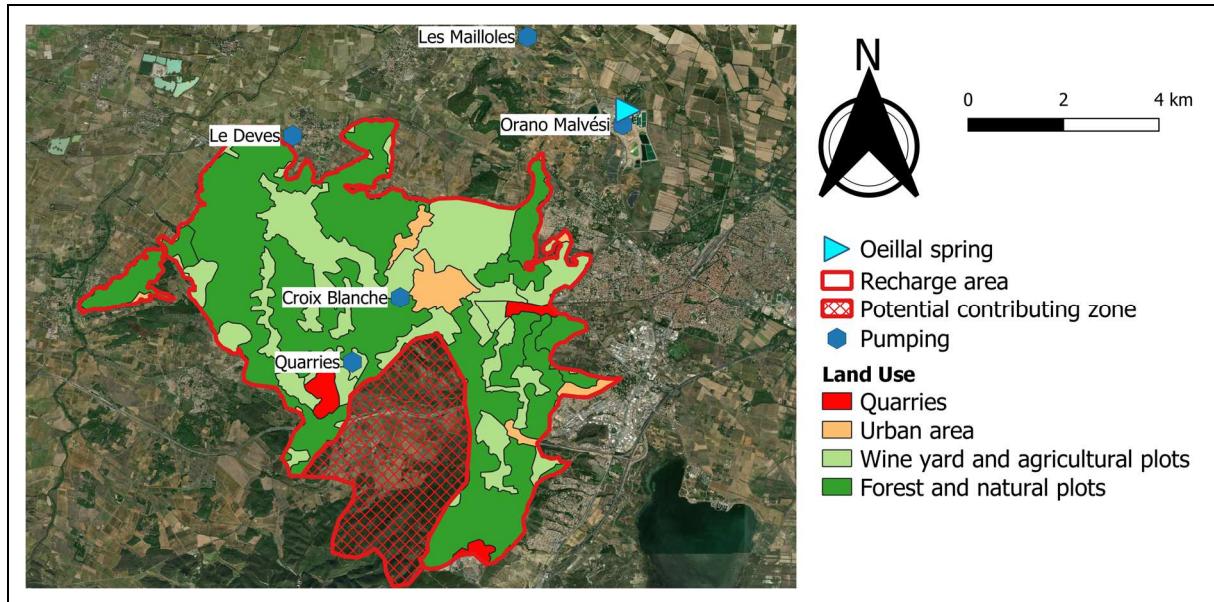 Les Mailloles
Orano Malvési
Le Deves
Croix Blanche
Quarries
N
0 2 4 km
Oeillal spring
Recharge area
Potential contributing zone
Pumping
Land Use
Quarries
Urban area
Wine yard and agricultural plots
Forest and natural plots